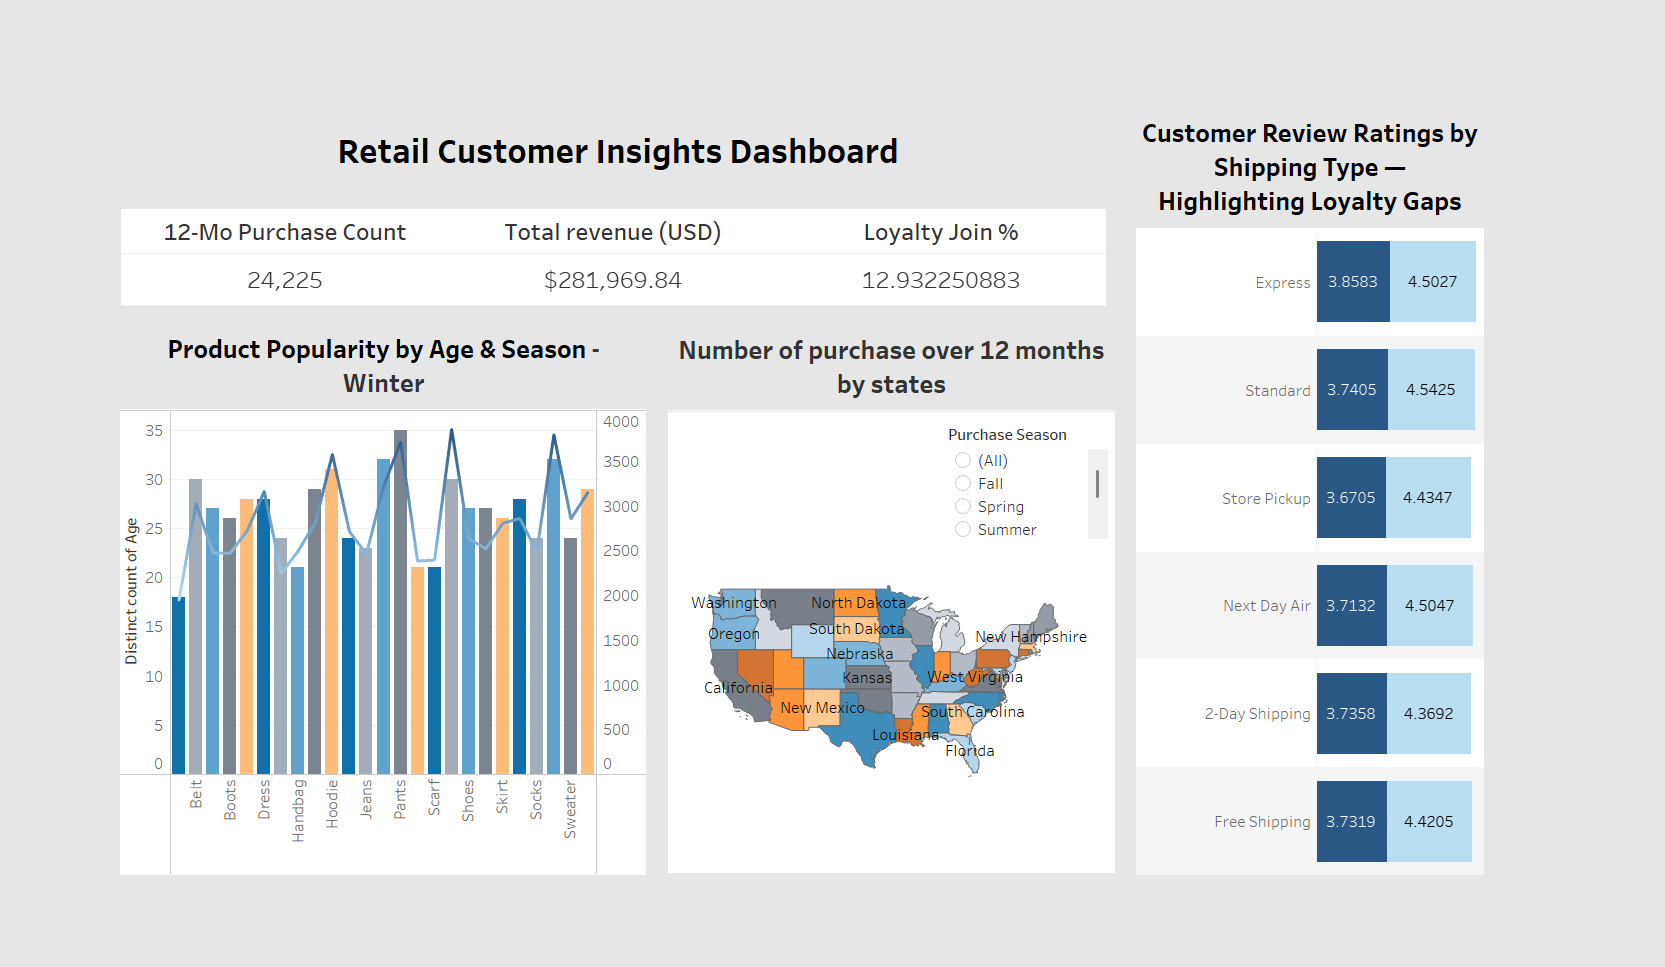 Retail Customer Insights Dashboard
12-Mo Purchase Count Total revenue (USD) Loyalty Join %
24,225 $281,969.84 12.932250883
Product Popularity by Age & Season -
Winter
Distinct count of Age
35
30
25
20
15
10
5
0
4000
3500
3000
2500
2000
1500
1000
500
0
Belt
Boots
Dress
Handbag
Hoodie
Jeans
Pants
Scarf
Shoes
Skirt
Socks
Sweater
Number of purchase over 12 months
by states
Purchase Season
(All)
Fall
Spring
Summer
Washington
North Dakota
Oregon
South Dakota
New Hampshire
Nebraska
Kansas
West Virginia
California
New Mexico
South Carolina
Louisiana
Florida
Customer Review Ratings by
Shipping Type —
Highlighting Loyalty Gaps
Express 3.8583 4.5027
Standard 3.7405 4.5425
Store Pickup 3.6705 4.4347
Next Day Air 3.7132 4.5047
2-Day Shipping 3.7358 4.3692
Free Shipping 3.7319 4.4205